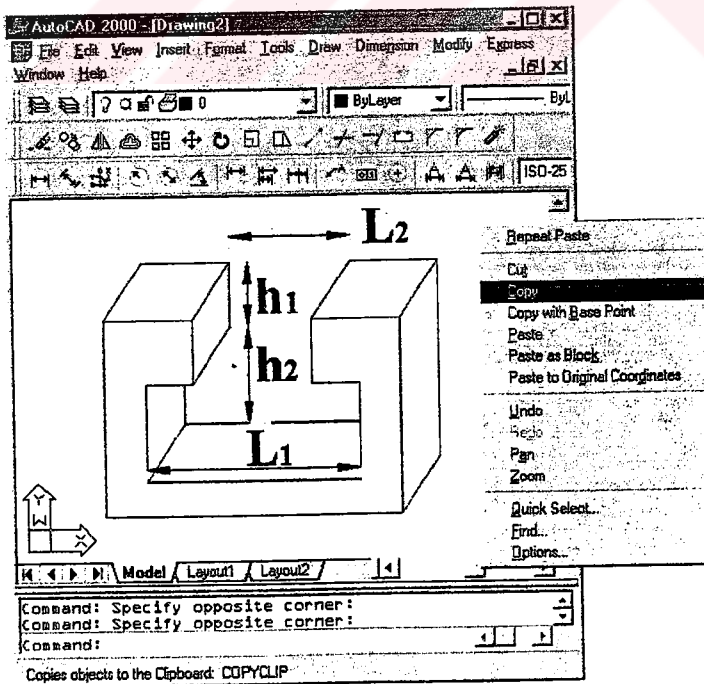 AutoCAD 2000 - [Drawing2]
File Edit View Insert Format Tools Draw Dimension Modify Express
Window Help
0 ByLayer ByL
ISO-25
L2
h1
h2
L1
Y
W
X
Repeat Paste
Cut
Copy
Copy with Base Point
Paste
Paste as Block
Paste to Original Coordinates
Undo
Redo
Pan
Zoom
Quick Select...
Find...
Options...
Model Layout1 Layout2
Command: Specify opposite corner:
Command: Specify opposite corner:
Command:
Copies objects to the Clipboard: COPYCLIP